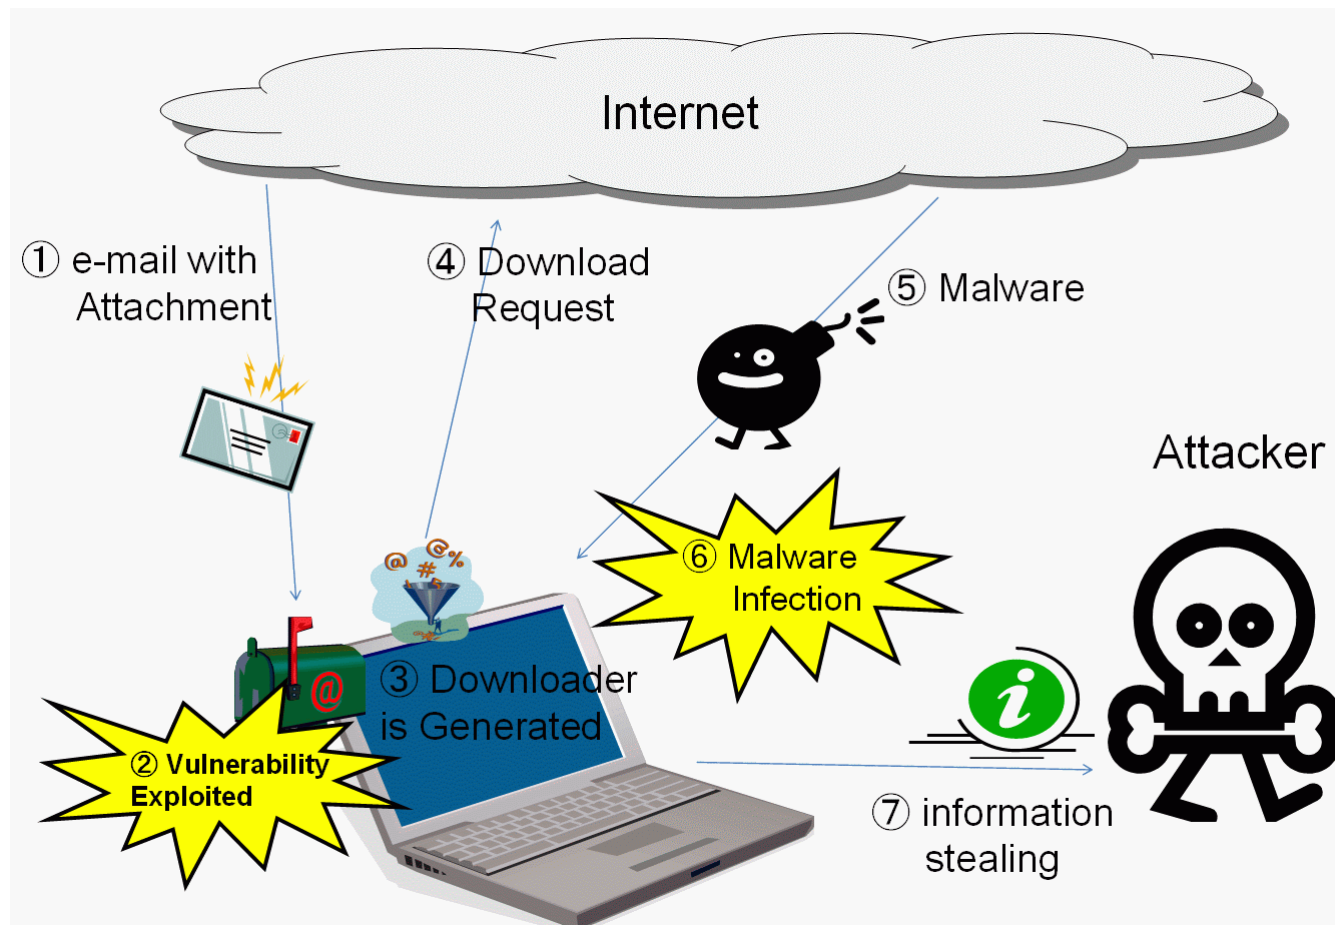 Internet
① e-mail with
Attachment
④ Download
Request
⑤ Malware
Attacker
@
@%
#
⑥ Malware
Infection
@
③ Downloader
is Generated
i
② Vulnerability
Exploited
⑦ information
stealing